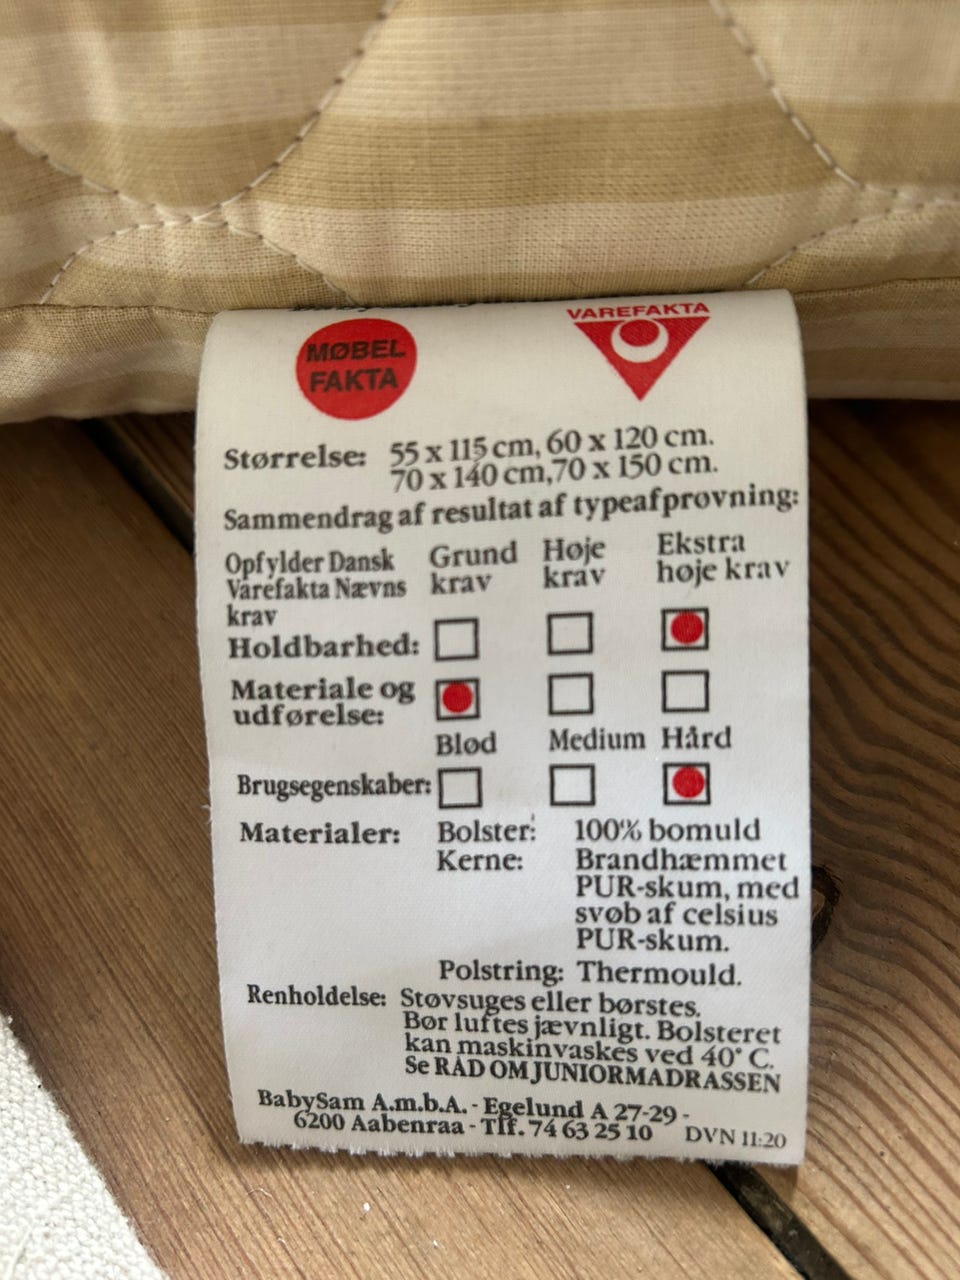 MØBEL
FAKTA
VAREFAKTA
Størrelse: 55 x 115 cm, 60 x 120 cm.
70 x 140 cm,70 x 150 cm.
Sammendrag af resultat af typeafprøvning:
Opfylder Dansk
Varefakta Nævns
krav
Grund
krav
Høje
krav
Ekstra
høje krav
Holdbarhed:
Materiale og
udførelse:
Blød Medium Hård
Brugsegenskaber:
Materialer: Bolster: 100% bomuld
Kerne: Brandhæmmet
PUR-skum, med
svøb af celsius
PUR-skum.
Polstring: Thermould.
Renholdelse: Støvsuges eller børstes.
Bør luftes jævnligt. Bolsteret
kan maskinvaskes ved 40° C.
Se RÅD OM JUNIORMADRASSEN
BabySam A.m.b.A. - Egelund A 27-29 -
6200 Aabenraa - Tlf. 74 63 25 10 DVN 11:20